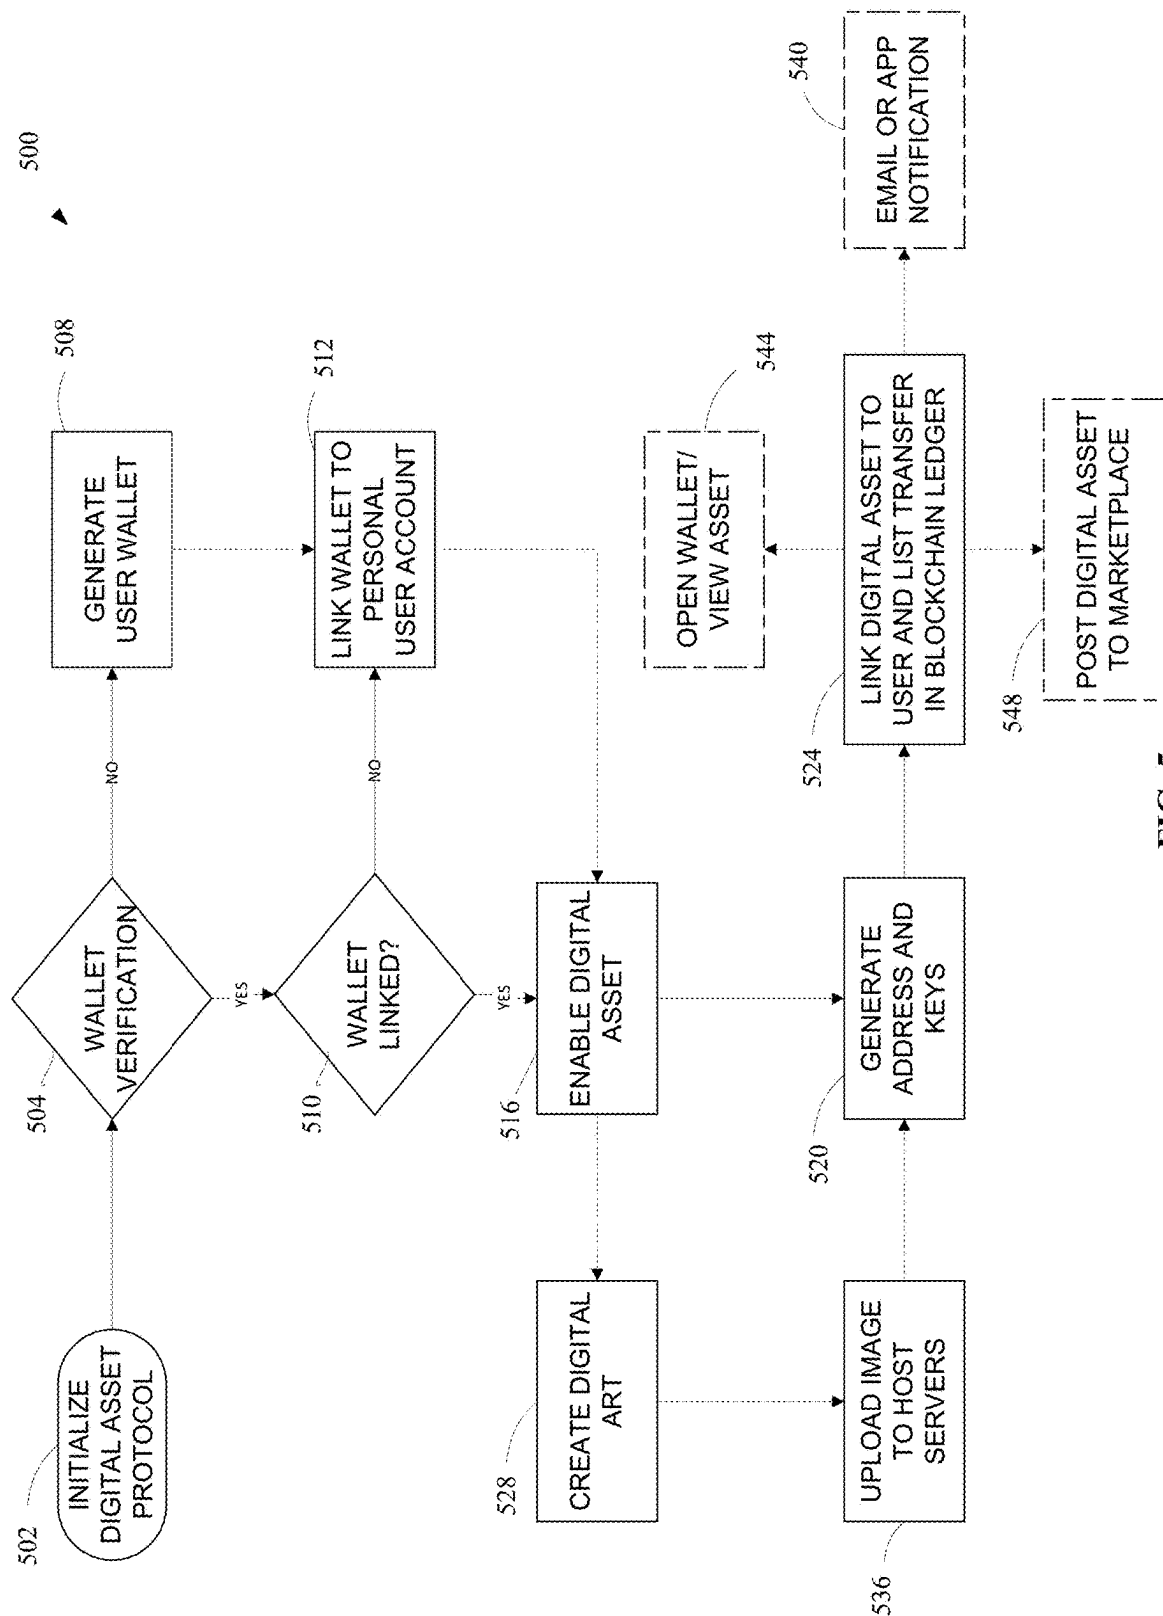 500
502
INITIALIZE
DIGITAL ASSET
PROTOCOL
504
WALLET
VERIFICATION
NO
508
GENERATE
USER WALLET
YES
510
WALLET
LINKED?
NO
512
LINK WALLET TO
PERSONAL
USER ACCOUNT
YES
528
CREATE DIGITAL
ART
516
ENABLE DIGITAL
ASSET
544
OPEN WALLET/
VIEW ASSET
536
UPLOAD IMAGE
TO HOST
SERVERS
520
GENERATE
ADDRESS AND
KEYS
524
LINK DIGITAL ASSET TO
USER AND LIST TRANSFER
IN BLOCKCHAIN LEDGER
540
EMAIL OR APP
NOTIFICATION
548
POST DIGITAL ASSET
TO MARKETPLACE